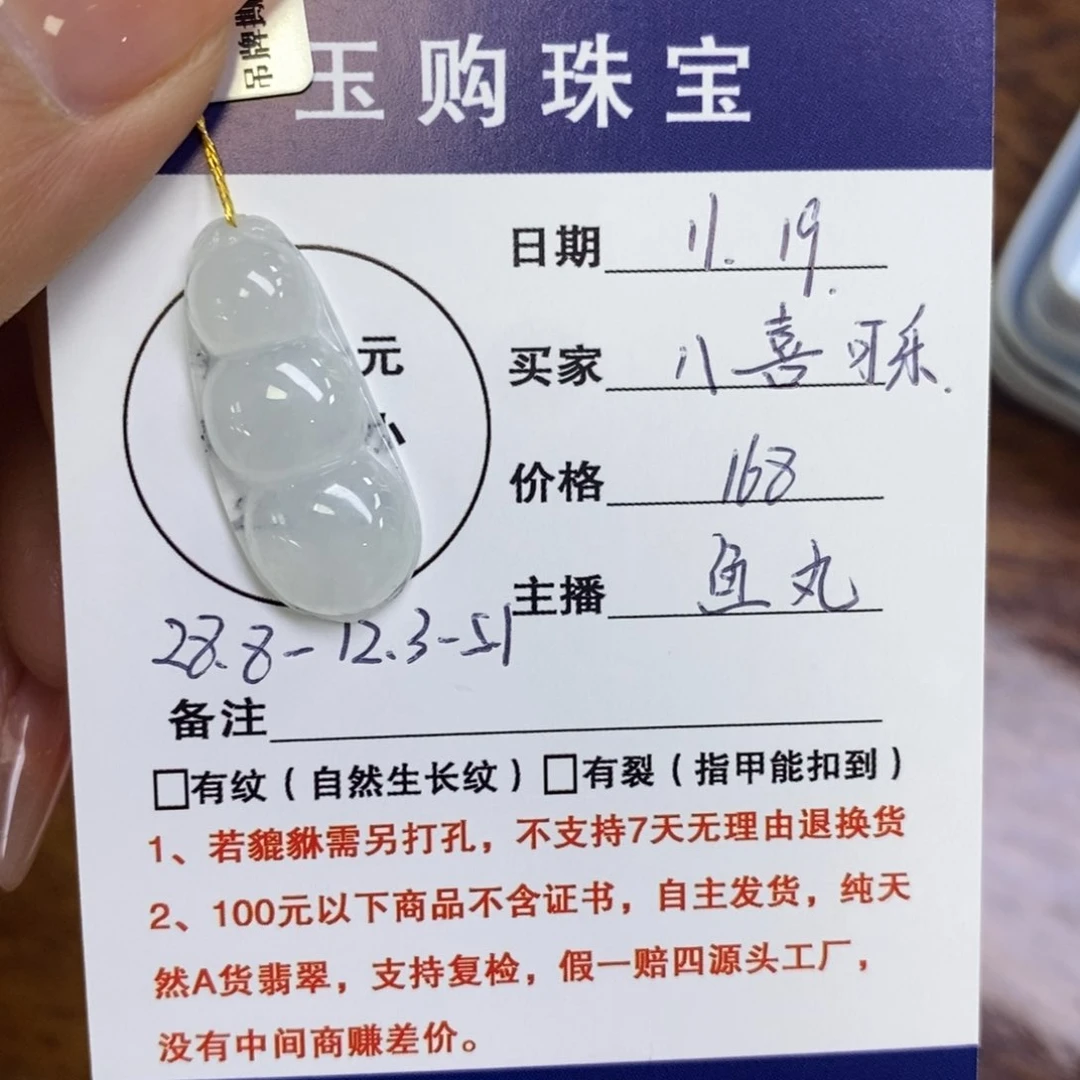 吊牌
玉购珠宝
日期 11.19.
元
买家 八喜可乐.
价格 168
主播 鱼丸
28.8-12.3-5.1
备注
□有纹（自然生长纹）□有裂（指甲能扣到）
1、若貔貅需另打孔，不支持7天无理由退换货
2、100元以下商品不含证书，自主发货，纯天
然A货翡翠，支持复检，假一赔四源头工厂，
没有中间商赚差价。